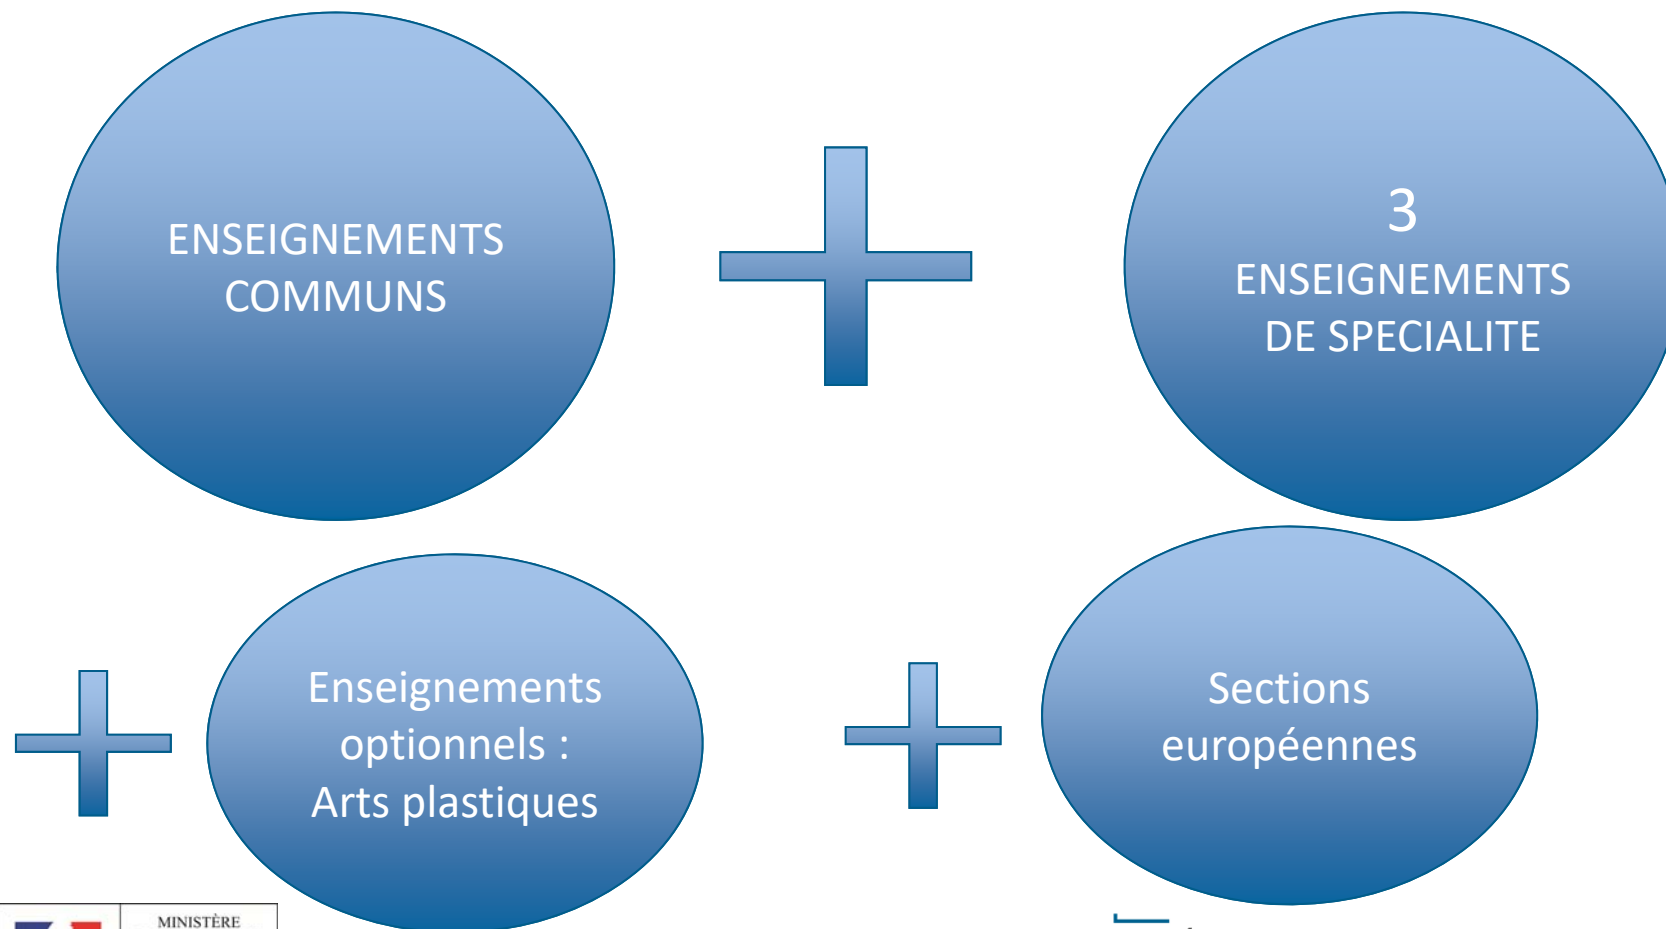 ENSEIGNEMENTS
COMMUNS
3
ENSEIGNEMENTS
DE SPECIALITE
Enseignements
optionnels :
Arts plastiques
Sections
européennes
MINISTÈRE